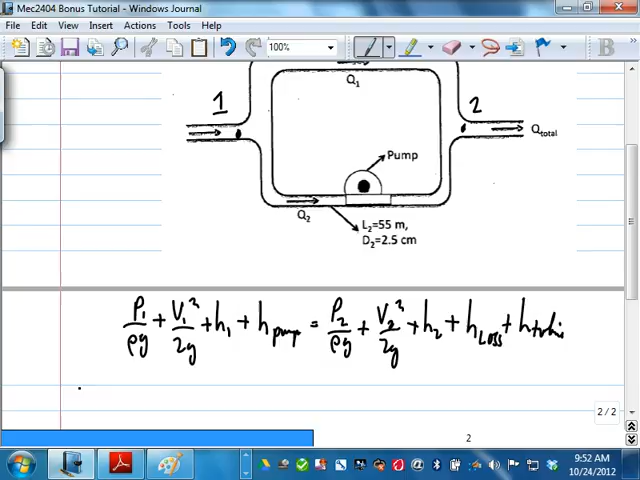 Mec2404 Bonus Tutorial - Windows Journal
File Edit View Insert Actions Tools Help
100% B
1 Q1 2
Qtotal
Pump
Q2
L2=55 m,
D2=2.5 cm
P1/ρg + V1²/2g + h1 + hpump = P2/ρg + V2²/2g + h2 + hLoss +
2 / 2
2
9:52 AM
10/24/2012